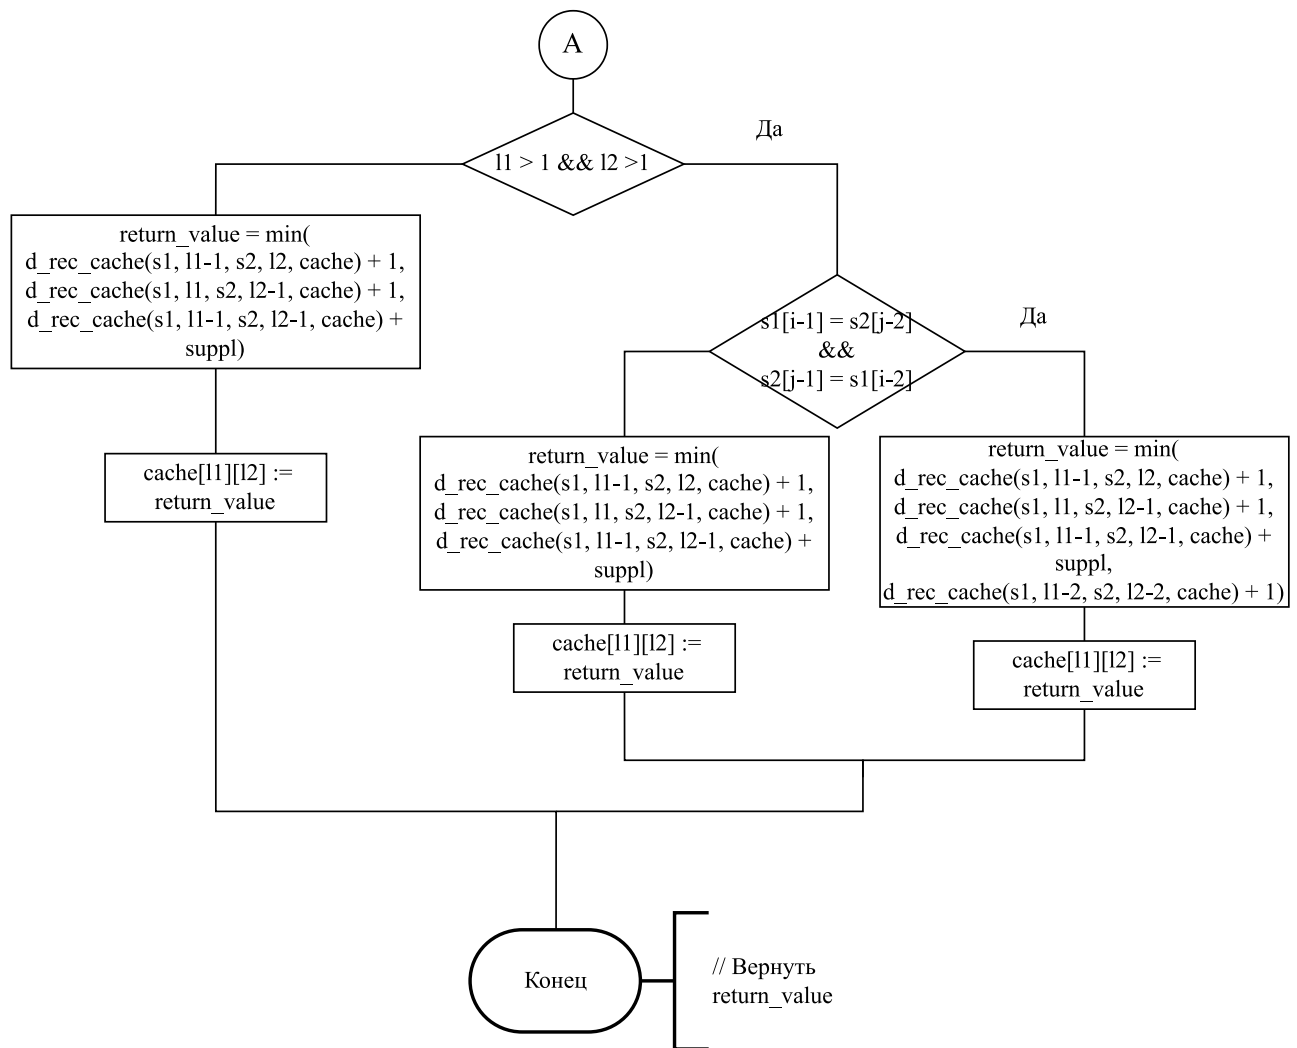 А
Да
l1 > 1 && l2 >1
return_value = min(
d_rec_cache(s1, l1-1, s2, l2, cache) + 1,
d_rec_cache(s1, l1, s2, l2-1, cache) + 1,
d_rec_cache(s1, l1-1, s2, l2-1, cache) +
suppl)
s1[i-1] = s2[j-2]
&&
s2[j-1] = s1[i-2]
Да
cache[l1][l2] :=
return_value
return_value = min(
d_rec_cache(s1, l1-1, s2, l2, cache) + 1,
d_rec_cache(s1, l1, s2, l2-1, cache) + 1,
d_rec_cache(s1, l1-1, s2, l2-1, cache) +
suppl)
return_value = min(
d_rec_cache(s1, l1-1, s2, l2, cache) + 1,
d_rec_cache(s1, l1, s2, l2-1, cache) + 1,
d_rec_cache(s1, l1-1, s2, l2-1, cache) +
suppl,
d_rec_cache(s1, l1-2, s2, l2-2, cache) + 1)
cache[l1][l2] :=
return_value
cache[l1][l2] :=
return_value
Конец
// Вернуть
return_value